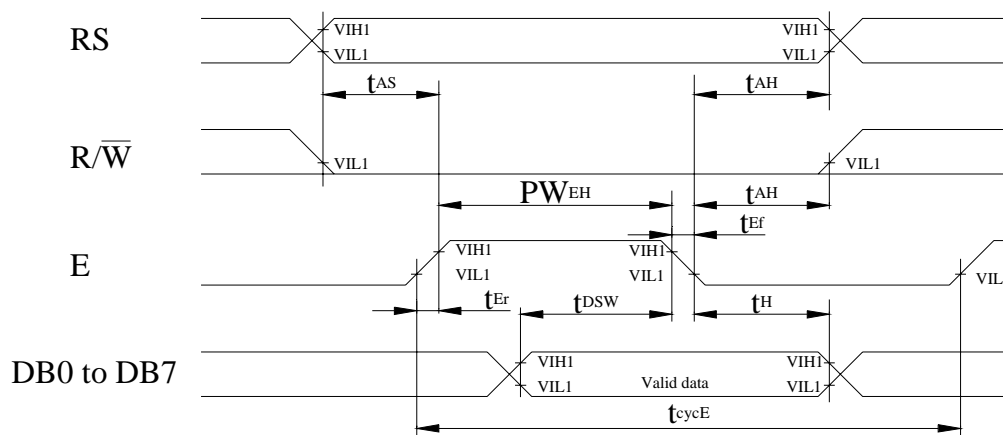 RS
VIH1
VIL1
VIH1
VIL1
tAS
tAH
R/W̅
VIL1
VIL1
PWEH
tAH
tEf
E
VIH1
VIL1
VIH1
VIL1
VIL
tEr
tDSW
tH
DB0 to DB7
VIH1
VIL1
Valid data
VIH1
VIL1
tcycE